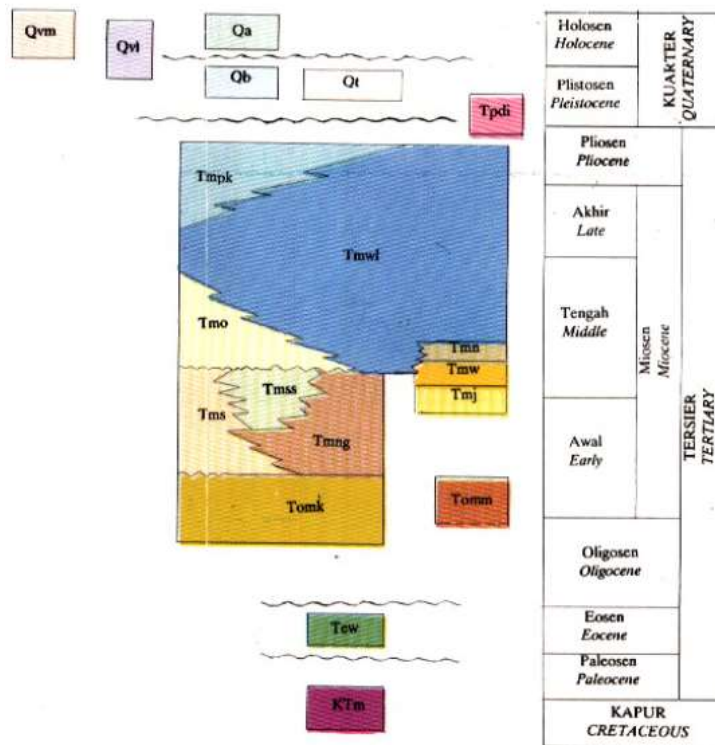 Qvm
Qvl
Qa
Qb
Qt
Tpdi
Tmpk
Tmwl
Tmo
Tmn
Tmw
Tmj
Tmss
Tms
Tmng
Tomk
Tomm
Tew
KTm
Holosen
Holocene
Plistosen
Pleistocene
KUARTER
QUATERNARY
Pliosen
Pliocene
Akhir
Late
Tengah
Middle
Awal
Early
Miosen
Miocene
Oligosen
Oligocene
Eosen
Eocene
Paleosen
Paleocene
TERSIER
TERTIARY
KAPUR
CRETACEOUS